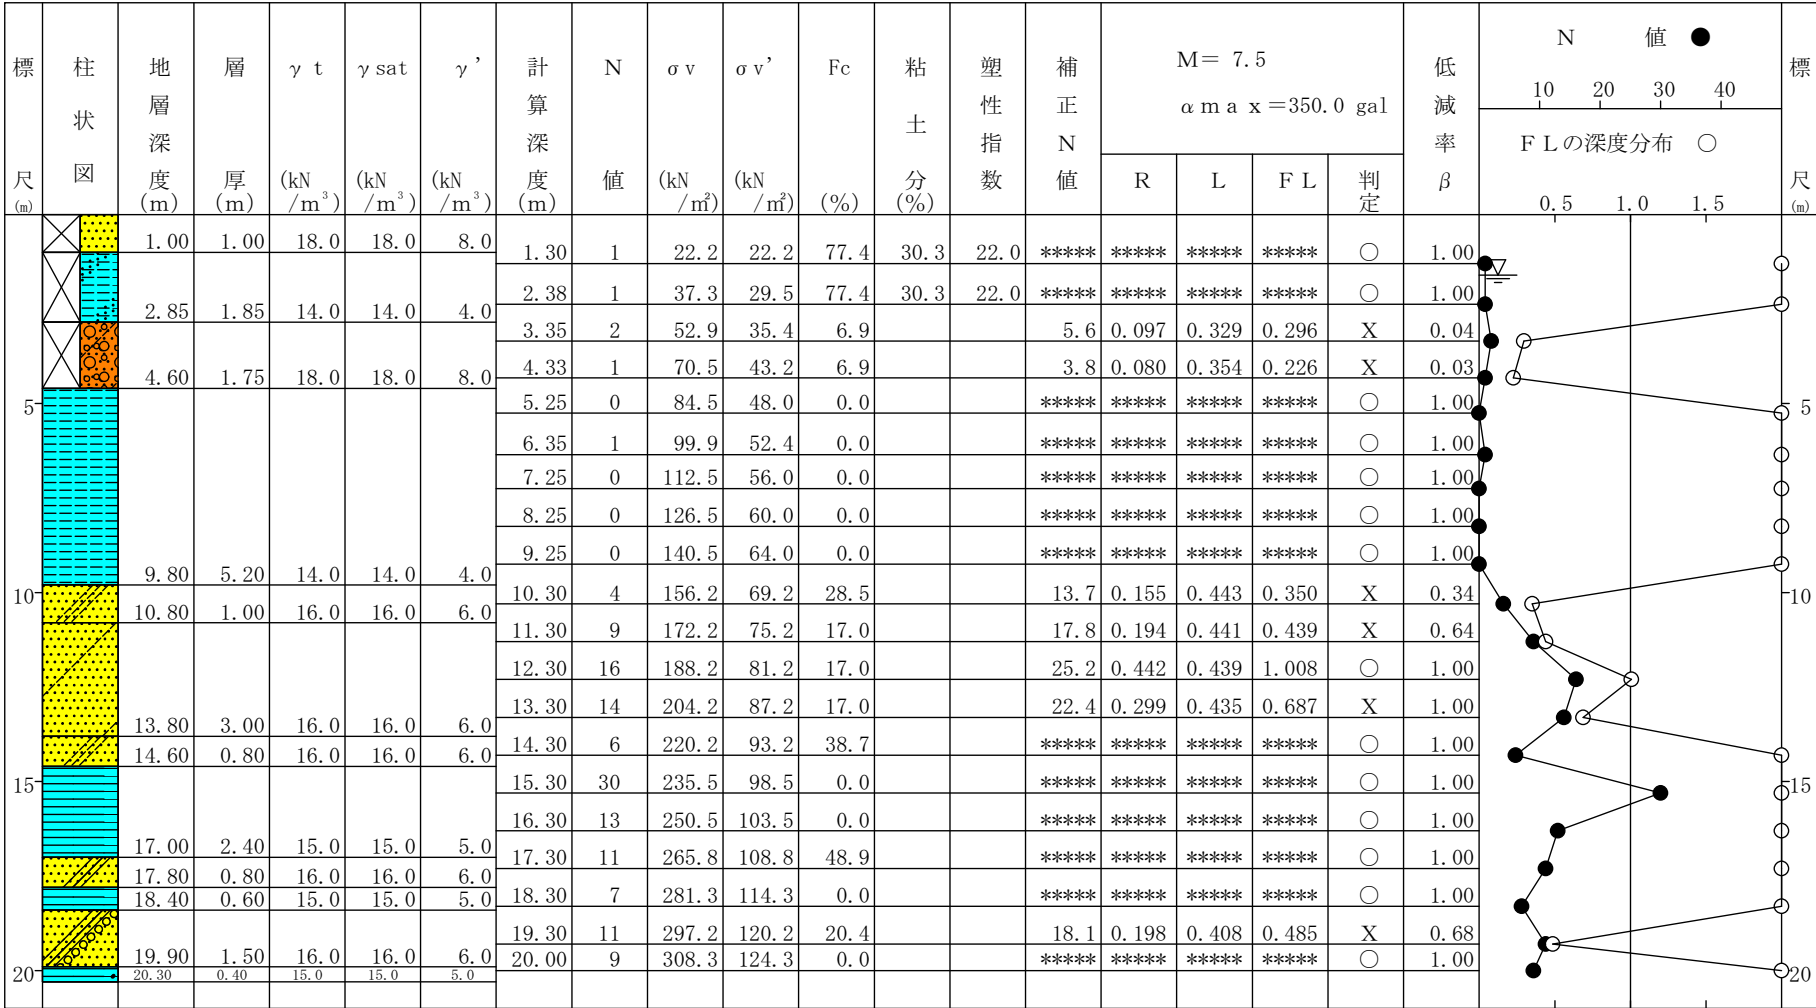 標尺(m) 柱状図 地層深度(m) 層厚(m) γt(kN/m³) γsat(kN/m³) γ'(kN/m³) 計算深度(m) N値 σv(kN/㎡) σv'(kN/㎡) Fc(%) 粘土分(%) 塑性指数 補正N値 M= 7.5 αmax=350.0 gal 低減率β N 値 ● 標尺(m)
R L FL 判定
10 20 30 40
FLの深度分布 ○
0.5 1.0 1.5
1.00 1.00 18.0 18.0 8.0
1.30 1 22.2 22.2 77.4 30.3 22.0 ***** ***** ***** ***** ○ 1.00
2.38 1 37.3 29.5 77.4 30.3 22.0 ***** ***** ***** ***** ○ 1.00
2.85 1.85 14.0 14.0 4.0
3.35 2 52.9 35.4 6.9 5.6 0.097 0.329 0.296 X 0.04
4.33 1 70.5 43.2 6.9 3.8 0.080 0.354 0.226 X 0.03
4.60 1.75 18.0 18.0 8.0
5 5.25 0 84.5 48.0 0.0 ***** ***** ***** ***** ○ 1.00 5
6.35 1 99.9 52.4 0.0 ***** ***** ***** ***** ○ 1.00
7.25 0 112.5 56.0 0.0 ***** ***** ***** ***** ○ 1.00
8.25 0 126.5 60.0 0.0 ***** ***** ***** ***** ○ 1.00
9.25 0 140.5 64.0 0.0 ***** ***** ***** ***** ○ 1.00
9.80 5.20 14.0 14.0 4.0
10 10.30 4 156.2 69.2 28.5 13.7 0.155 0.443 0.350 X 0.34 10
10.80 1.00 16.0 16.0 6.0
11.30 9 172.2 75.2 17.0 17.8 0.194 0.441 0.439 X 0.64
12.30 16 188.2 81.2 17.0 25.2 0.442 0.439 1.008 ○ 1.00
13.30 14 204.2 87.2 17.0 22.4 0.299 0.435 0.687 X 1.00
13.80 3.00 16.0 16.0 6.0
14.30 6 220.2 93.2 38.7 ***** ***** ***** ***** ○ 1.00
14.60 0.80 16.0 16.0 6.0
15 15.30 30 235.5 98.5 0.0 ***** ***** ***** ***** ○ 1.00 15
16.30 13 250.5 103.5 0.0 ***** ***** ***** ***** ○ 1.00
17.00 2.40 15.0 15.0 5.0
17.30 11 265.8 108.8 48.9 ***** ***** ***** ***** ○ 1.00
17.80 0.80 16.0 16.0 6.0
18.30 7 281.3 114.3 0.0 ***** ***** ***** ***** ○ 1.00
18.40 0.60 15.0 15.0 5.0
19.30 11 297.2 120.2 20.4 18.1 0.198 0.408 0.485 X 0.68
19.90 1.50 16.0 16.0 6.0
20 20.00 9 308.3 124.3 0.0 ***** ***** ***** ***** ○ 1.00 20
20.30 0.40 15.0 15.0 5.0